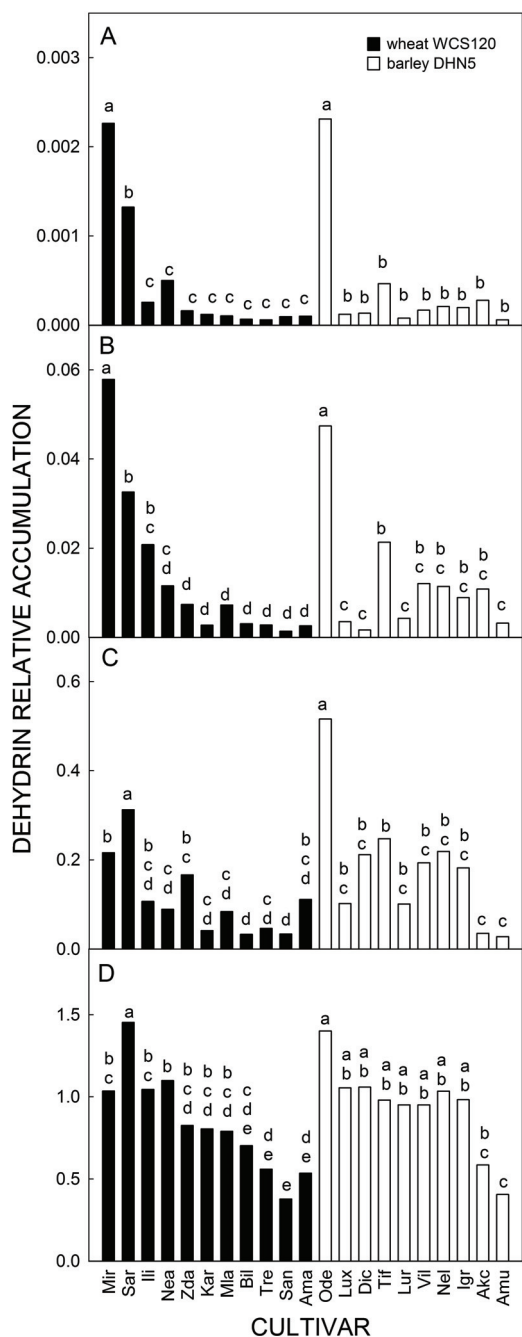 DEHYDRIN RELATIVE ACCUMULATION
A
wheat WCS120
barley DHN5
0.003
0.002
0.001
0.000
a b c c c c c c c c c a b b b b b b b b b
B
0.06
0.04
0.02
0.00
a b b c c d d d d d d d d a c c b c b c b c b c b c c
C
0.6
0.4
0.2
0.0
b a b c d c d b c d c d c d d d b c d a b c b c b c b c b c b c b c c c
D
1.5
1.0
0.5
0.0
b c a b c b b c d b c d b c d c d e d e e d e a a b a b a b a b a b a b a b b c c
Mir Sar Ili Nea Zda Kar Mla Bil Tre San Ama Ode Lux Dic Tif Lur Vil Nel Igr Akc Amu
CULTIVAR